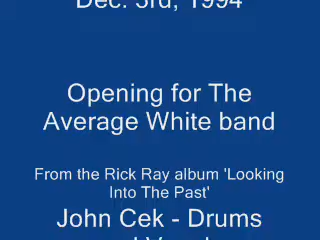 Dec. 3rd, 1994
Opening for The
Average White band
From the Rick Ray album 'Looking
Into The Past'
John Cek - Drums